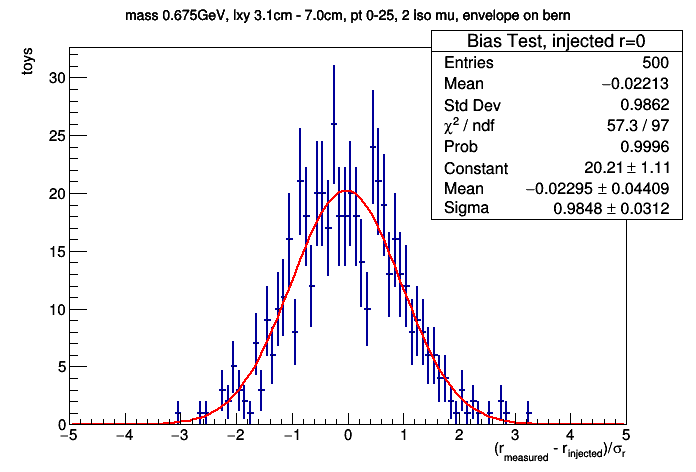 mass 0.675GeV, lxy 3.1cm - 7.0cm, pt 0-25, 2 iso mu, envelope on bern
Bias Test, injected r=0
Entries 500
Mean −0.02213
Std Dev 0.9862
χ² / ndf 57.3 / 97
Prob 0.9996
Constant 20.21 ± 1.11
Mean −0.02295 ± 0.04409
Sigma 0.9848 ± 0.0312
toys
30
25
20
15
10
5
0
−5 −4 −3 −2 −1 0 1 2 3 4 5
(r_measured - r_injected)/σ_r